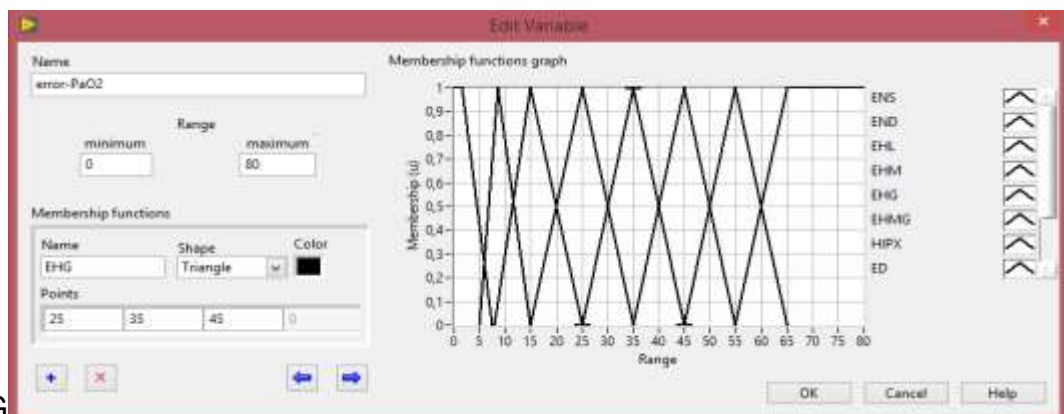 Edit Variable
Name
error-PaO2
Range
minimum
maximum
0
80
Membership functions
Name
Shape
Color
EHG
Triangle
Points
25
35
45
0
Membership functions graph
Membership (u)
1
0,9
0,8
0,7
0,6
0,5
0,4
0,3
0,2
0,1
0
0 5 10 15 20 25 30 35 40 45 50 55 60 65 70 75 80
Range
ENS
END
EHL
EHM
EHG
EHMG
HIPX
ED
OK
Cancel
Help
G